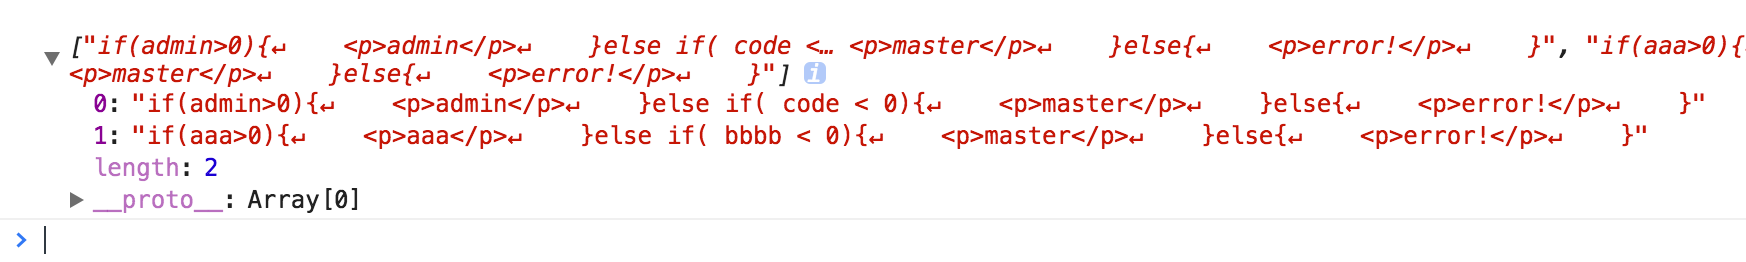 ["if(admin>0){↵    <p>admin</p>↵    }else if( code <… <p>master</p>↵    }else{↵    <p>error!</p>↵    }", "if(aaa>0){
<p>master</p>↵    }else{↵    <p>error!</p>↵    }"] i
0: "if(admin>0){↵    <p>admin</p>↵    }else if( code < 0){↵    <p>master</p>↵    }else{↵    <p>error!</p>↵    }"
1: "if(aaa>0){↵    <p>aaa</p>↵    }else if( bbbb < 0){↵    <p>master</p>↵    }else{↵    <p>error!</p>↵    }"
length: 2
__proto__: Array[0]